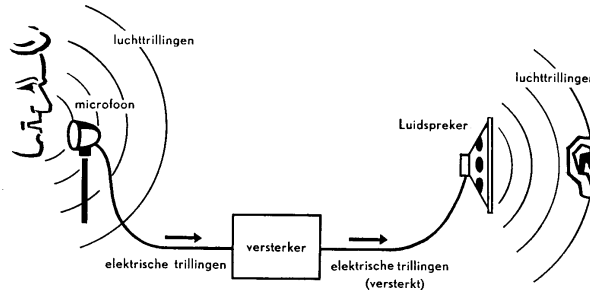 luchttrillingen
microfoon
luchttrillingen
Luidspreker
versterker
elektrische trillingen
elektrische trillingen
(versterkt)